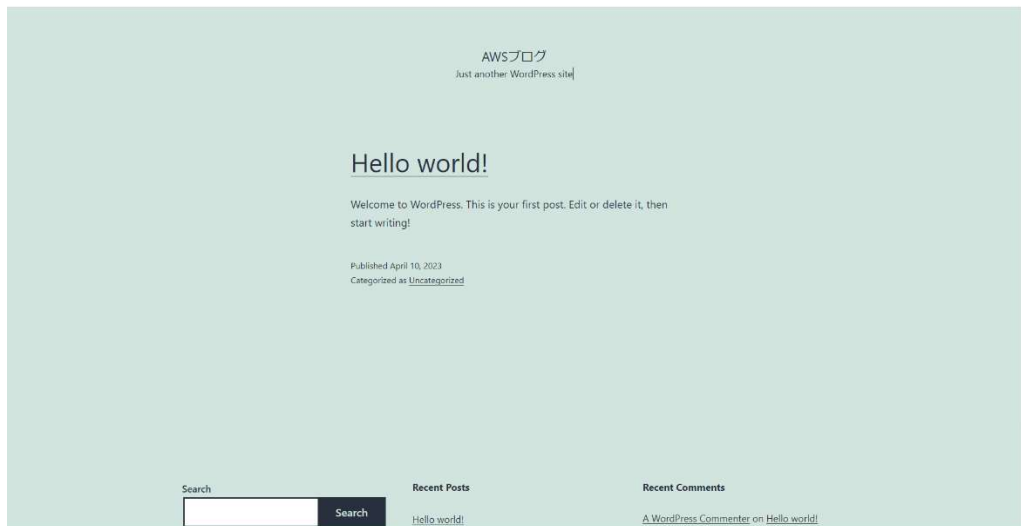 AWSブログ
Just another WordPress site
Hello world!
Welcome to WordPress. This is your first post. Edit or delete it, then
start writing!
Published April 10, 2023
Categorized as Uncategorized
Search
Search
Recent Posts
Hello world!
Recent Comments
A WordPress Commenter on Hello world!